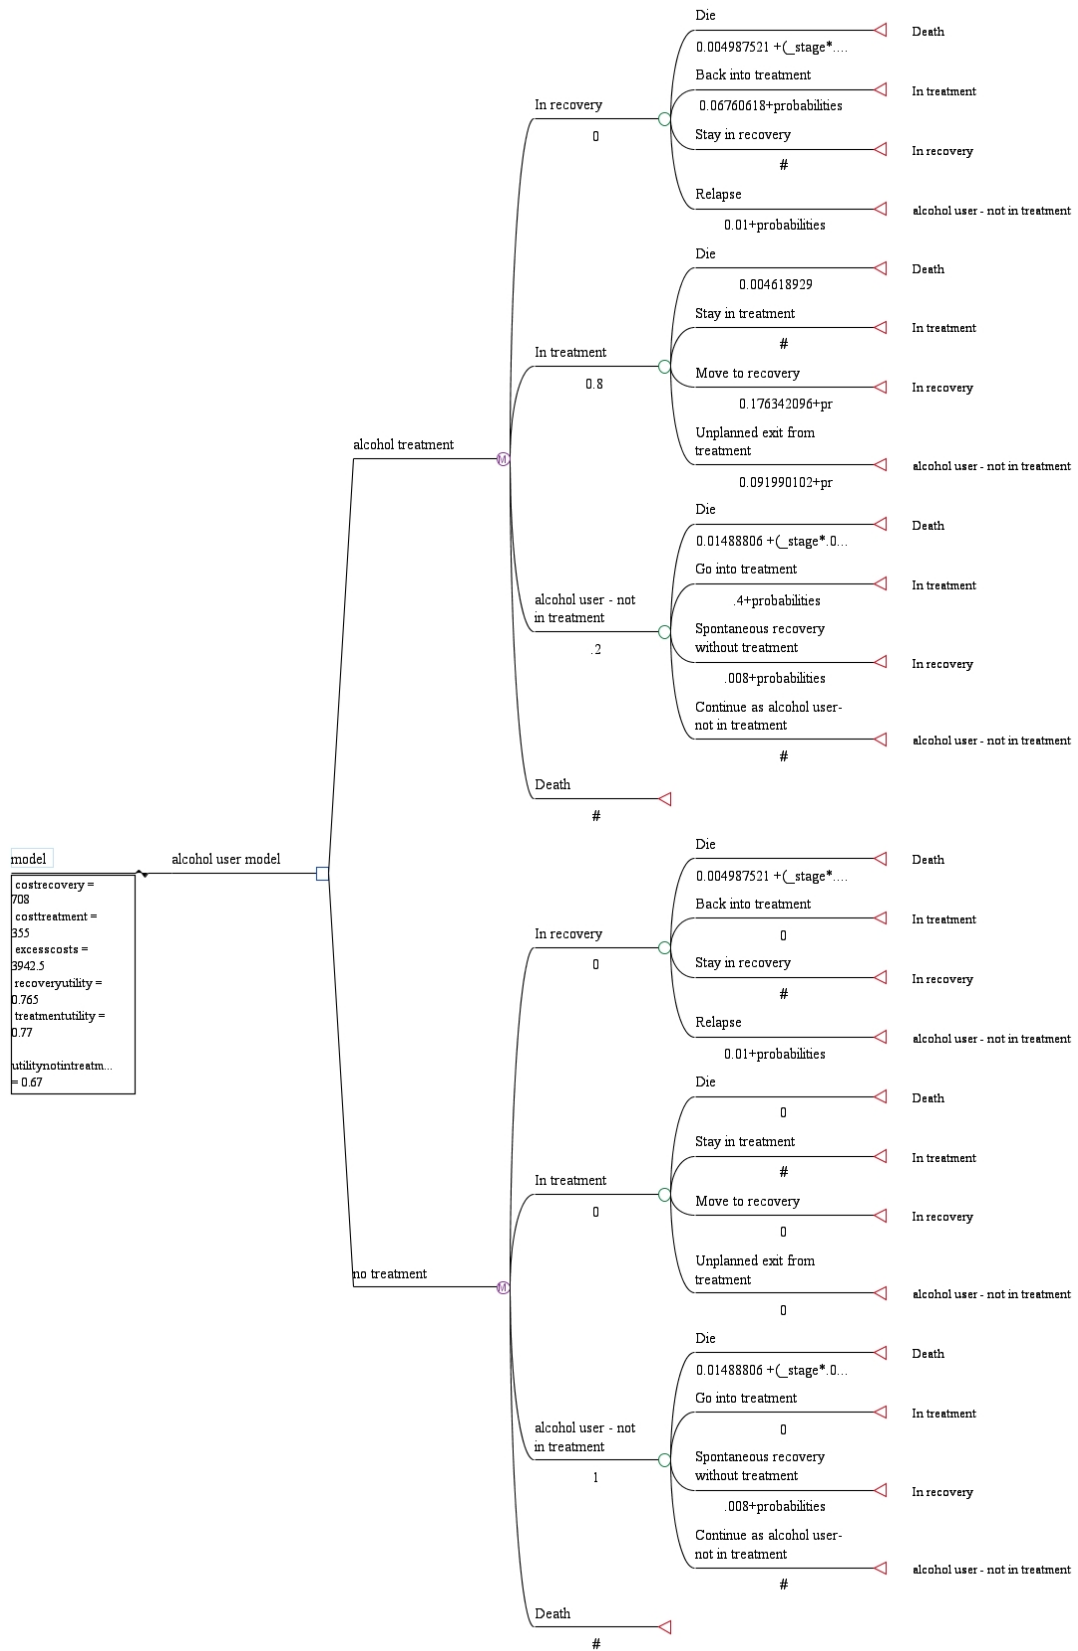 Die
0.004987521 +(_stage*....
Death
Back into treatment
0.06760618+probabilities
In treatment
In recovery
0
Stay in recovery
#
In recovery
Relapse
0.01+probabilities
alcohol user - not in treatment
Die
0.004618929
Death
Stay in treatment
#
In treatment
In treatment
0.8
Move to recovery
0.176342096+pr
In recovery
Unplanned exit from
treatment
0.091990102+pr
alcohol user - not in treatment
alcohol treatment
M
Die
0.01488806 +(_stage*.0...
Death
Go into treatment
.4+probabilities
In treatment
alcohol user - not
in treatment
.2
Spontaneous recovery
without treatment
.008+probabilities
In recovery
Continue as alcohol user-
not in treatment
#
alcohol user - not in treatment
Death
#
model
alcohol user model
costrecovery =
708
costtreatment =
355
excesscosts =
3942.5
recoveryutility =
0.765
treatmentutility =
0.77
utilitynotintreatm...
= 0.67
Die
0.004987521 +(_stage*....
Death
Back into treatment
0
In treatment
In recovery
0
Stay in recovery
#
In recovery
Relapse
0.01+probabilities
alcohol user - not in treatment
Die
0
Death
Stay in treatment
#
In treatment
In treatment
0
Move to recovery
0
In recovery
Unplanned exit from
treatment
0
alcohol user - not in treatment
no treatment
M
Die
0.01488806 +(_stage*.0...
Death
Go into treatment
0
In treatment
alcohol user - not
in treatment
1
Spontaneous recovery
without treatment
.008+probabilities
In recovery
Continue as alcohol user-
not in treatment
#
alcohol user - not in treatment
Death
#